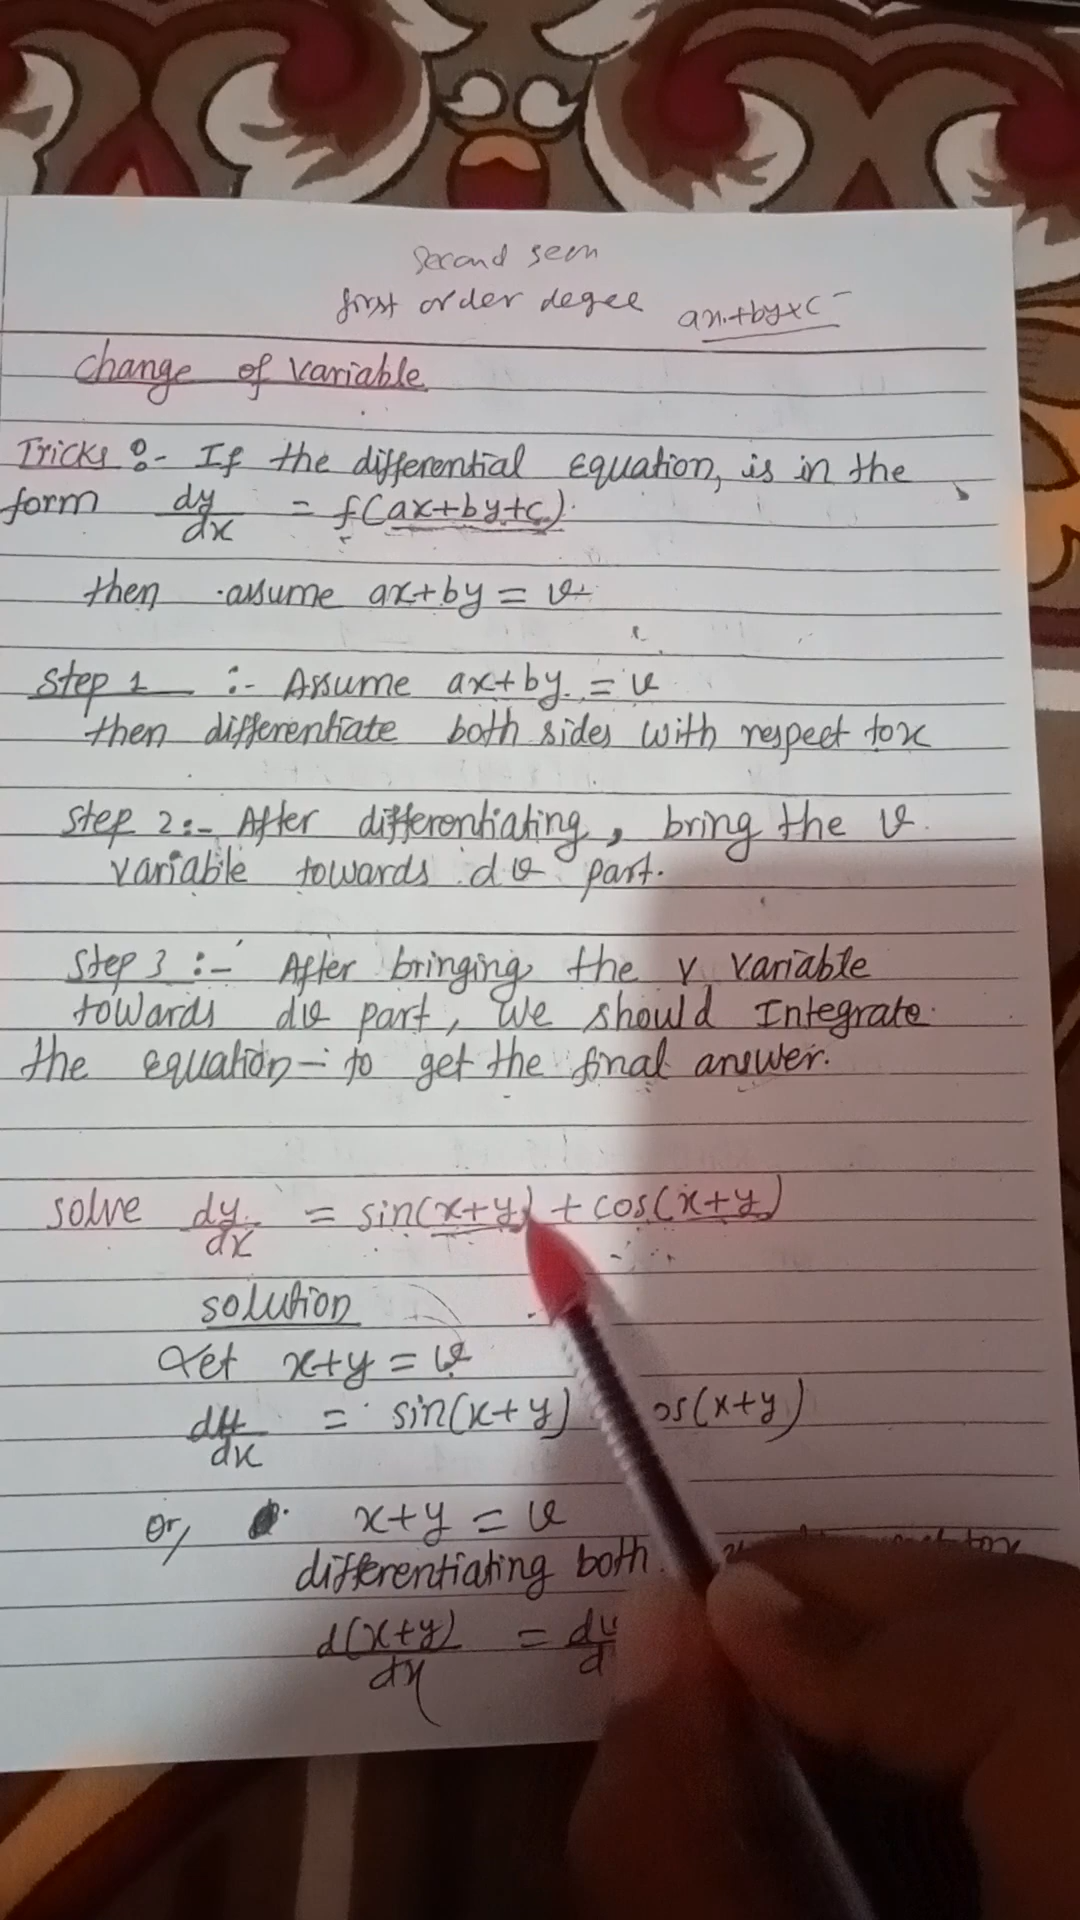 second sem
first order degee ax+by+c
Change of variable
Tricks :- If the differential equation, is in the
form dy/dx = f(ax+by+c).
then assume ax+by = v
Step 1 :- Assume ax+by = v
then differentiate both sides with respect to x
Step 2 :- After differentiating, bring the v
variable towards dv part.
Step 3 :- After bringing the v variable
towards dv part, we should Integrate
the equation to get the final answer.
solve dy/dx = sin(x+y) + cos(x+y)
solution
Let x+y = v
= sin(x+y) os(x+y)
or, x+y = v
differentiating both
d(x+y)/dx = dv/d